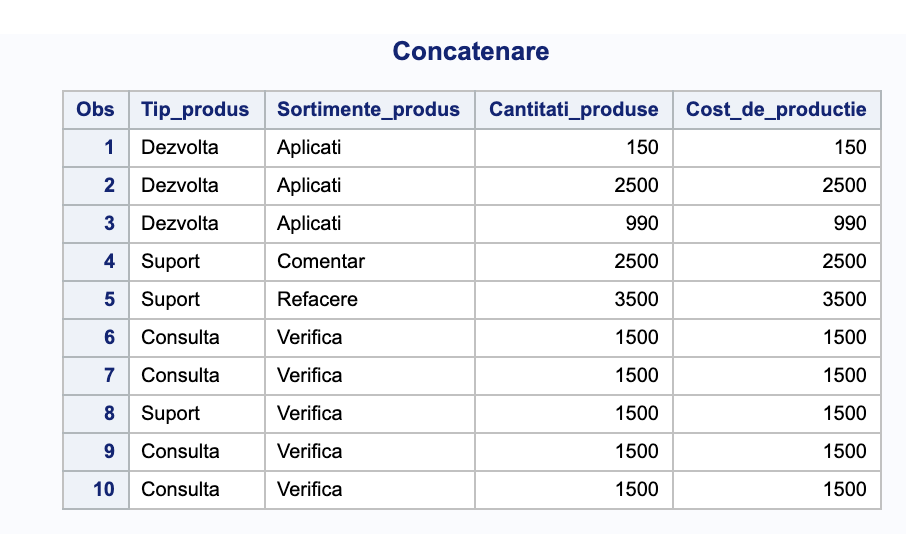 Concatenare
Obs Tip_produs Sortimente_produs Cantitati_produse Cost_de_productie
1 Dezvolta Aplicati 150 150
2 Dezvolta Aplicati 2500 2500
3 Dezvolta Aplicati 990 990
4 Suport Comentar 2500 2500
5 Suport Refacere 3500 3500
6 Consulta Verifica 1500 1500
7 Consulta Verifica 1500 1500
8 Suport Verifica 1500 1500
9 Consulta Verifica 1500 1500
10 Consulta Verifica 1500 1500